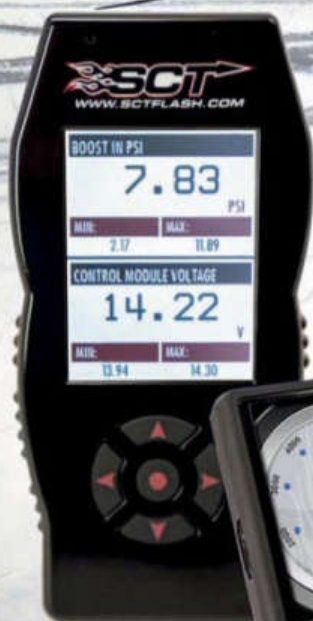 SCT
WWW.SCTFLASH.COM
BOOST IN PSI
7.83
PSI
MIN: MAX:
2.17 11.89
CONTROL MODULE VOLTAGE
14.22
V
MIN: MAX:
13.94 14.30